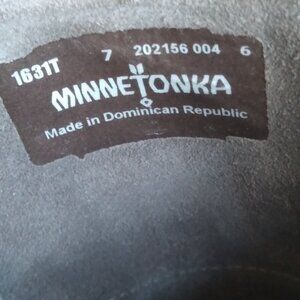 1631T 7 202156 004 6
MINNETONKA
Made in Dominican Republic